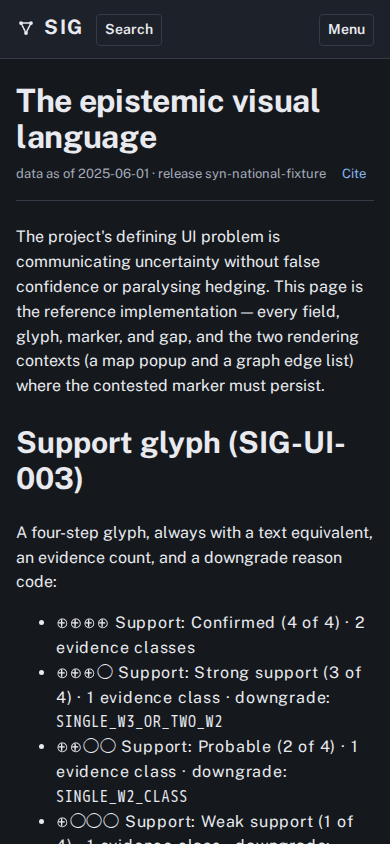 SIG Search Menu
The epistemic visual
language
data as of 2025-06-01 · release syn-national-fixture Cite
The project's defining UI problem is
communicating uncertainty without false
confidence or paralysing hedging. This page is
the reference implementation — every field,
glyph, marker, and gap, and the two rendering
contexts (a map popup and a graph edge list)
where the contested marker must persist.
Support glyph (SIG-UI-
003)
A four-step glyph, always with a text equivalent,
an evidence count, and a downgrade reason
code:
• ⊕⊕⊕⊕ Support: Confirmed (4 of 4) · 2
evidence classes
• ⊕⊕⊕◯ Support: Strong support (3 of
4) · 1 evidence class · downgrade:
SINGLE_W3_OR_TWO_W2
• ⊕⊕◯◯ Support: Probable (2 of 4) · 1
evidence class · downgrade:
SINGLE_W2_CLASS
• ⊕◯◯◯ Support: Weak support (1 of
4) · 1 evidence class · downgrade: